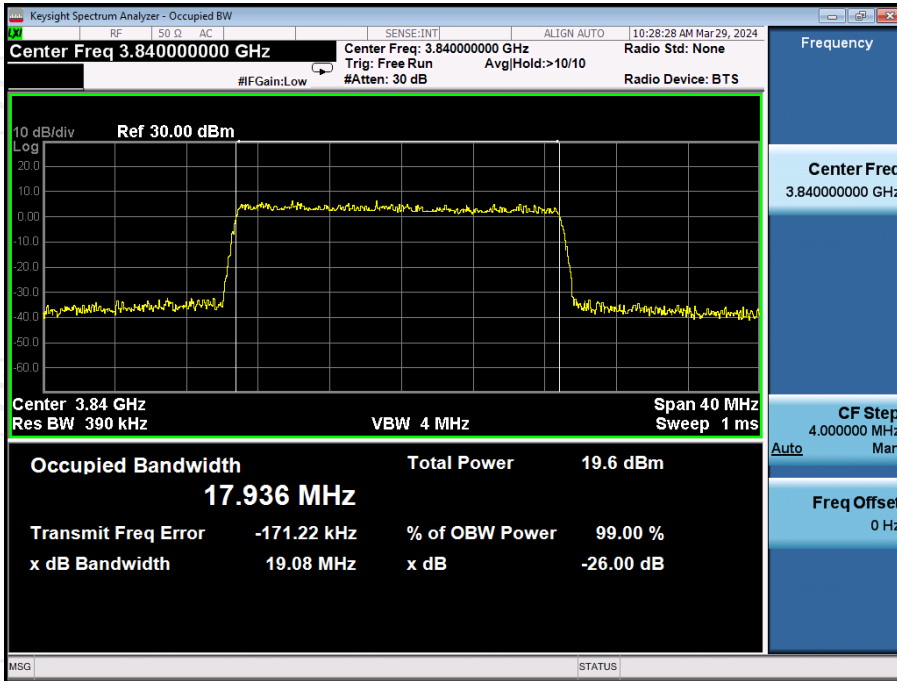 Keysight Spectrum Analyzer - Occupied BW
LXI RF 50 Ω AC SENSE:INT ALIGN AUTO 10:28:28 AM Mar 29, 2024
Center Freq 3.840000000 GHz
Center Freq: 3.840000000 GHz
Radio Std: None
Trig: Free Run Avg|Hold:>10/10
#IFGain:Low
#Atten: 30 dB
Radio Device: BTS
Frequency
10 dB/div Ref 30.00 dBm
Log
20.0
10.0
0.00
-10.0
-20.0
-30.0
-40.0
-50.0
-60.0
Center 3.84 GHz
Span 40 MHz
Res BW 390 kHz
VBW 4 MHz
Sweep 1 ms
Occupied Bandwidth
17.936 MHz
Total Power 19.6 dBm
Transmit Freq Error -171.22 kHz
% of OBW Power 99.00 %
x dB Bandwidth 19.08 MHz
x dB -26.00 dB
Center Freq
3.840000000 GHz
CF Step
4.000000 MHz
Auto Man
Freq Offset
0 Hz
MSG
STATUS